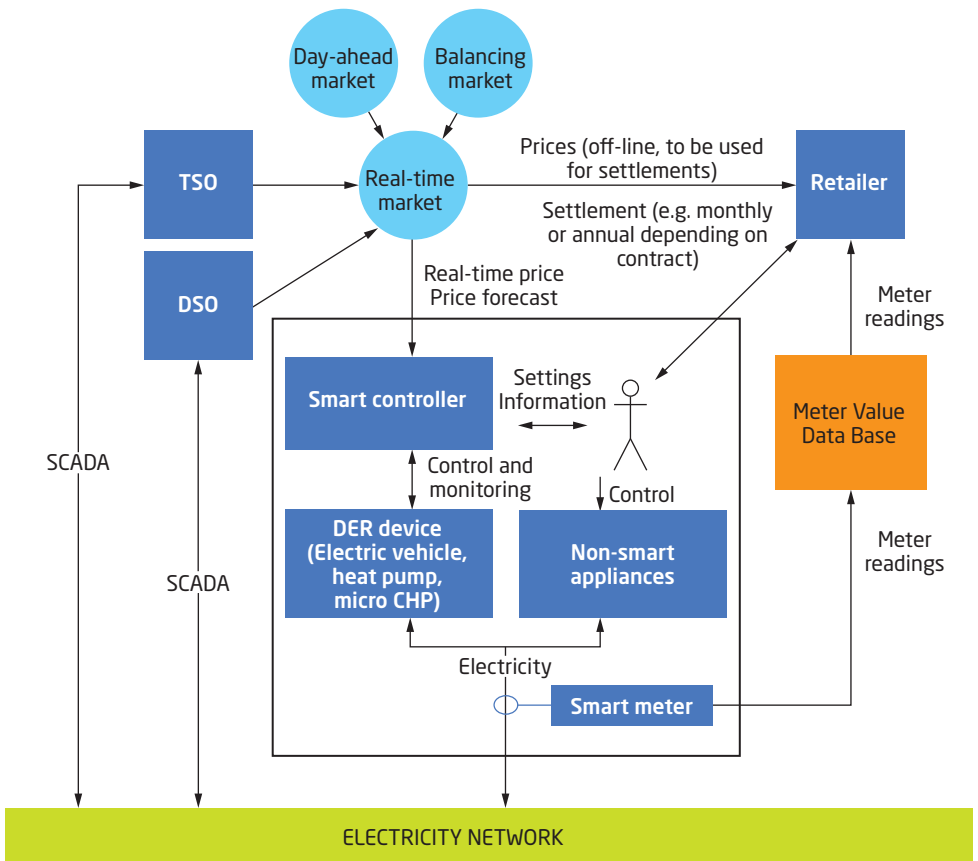 Day-ahead
market
Balancing
market
TSO
Real-time
market
Prices (off-line, to be used
for settlements)
Retailer
Settlement (e.g. monthly
or annual depending on
contract)
DSO
Real-time price
Price forecast
Meter
readings
Smart controller
Settings
Information
Meter Value
Data Base
SCADA
Control and
monitoring
Control
DER device
(Electric vehicle,
heat pump,
micro CHP)
Non-smart
appliances
Meter
readings
SCADA
Electricity
Smart meter
ELECTRICITY NETWORK